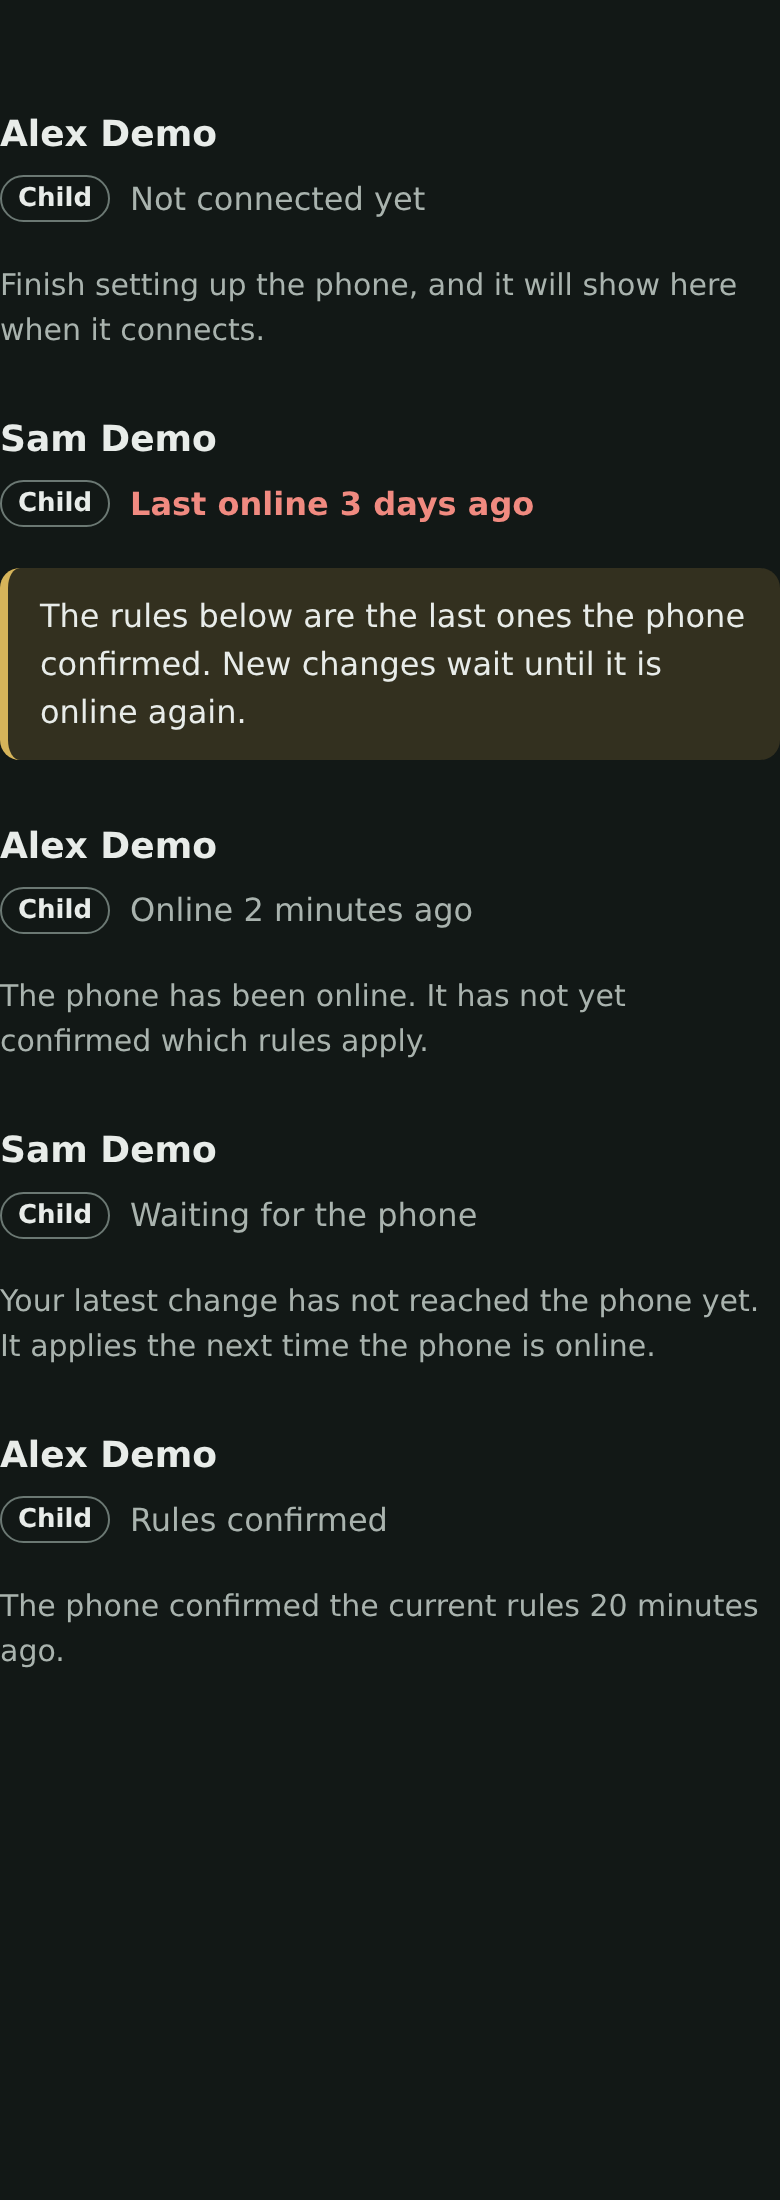 Alex Demo
Child Not connected yet
Finish setting up the phone, and it will show here
when it connects.
Sam Demo
Child Last online 3 days ago
The rules below are the last ones the phone
confirmed. New changes wait until it is
online again.
Alex Demo
Child Online 2 minutes ago
The phone has been online. It has not yet
confirmed which rules apply.
Sam Demo
Child Waiting for the phone
Your latest change has not reached the phone yet.
It applies the next time the phone is online.
Alex Demo
Child Rules confirmed
The phone confirmed the current rules 20 minutes
ago.